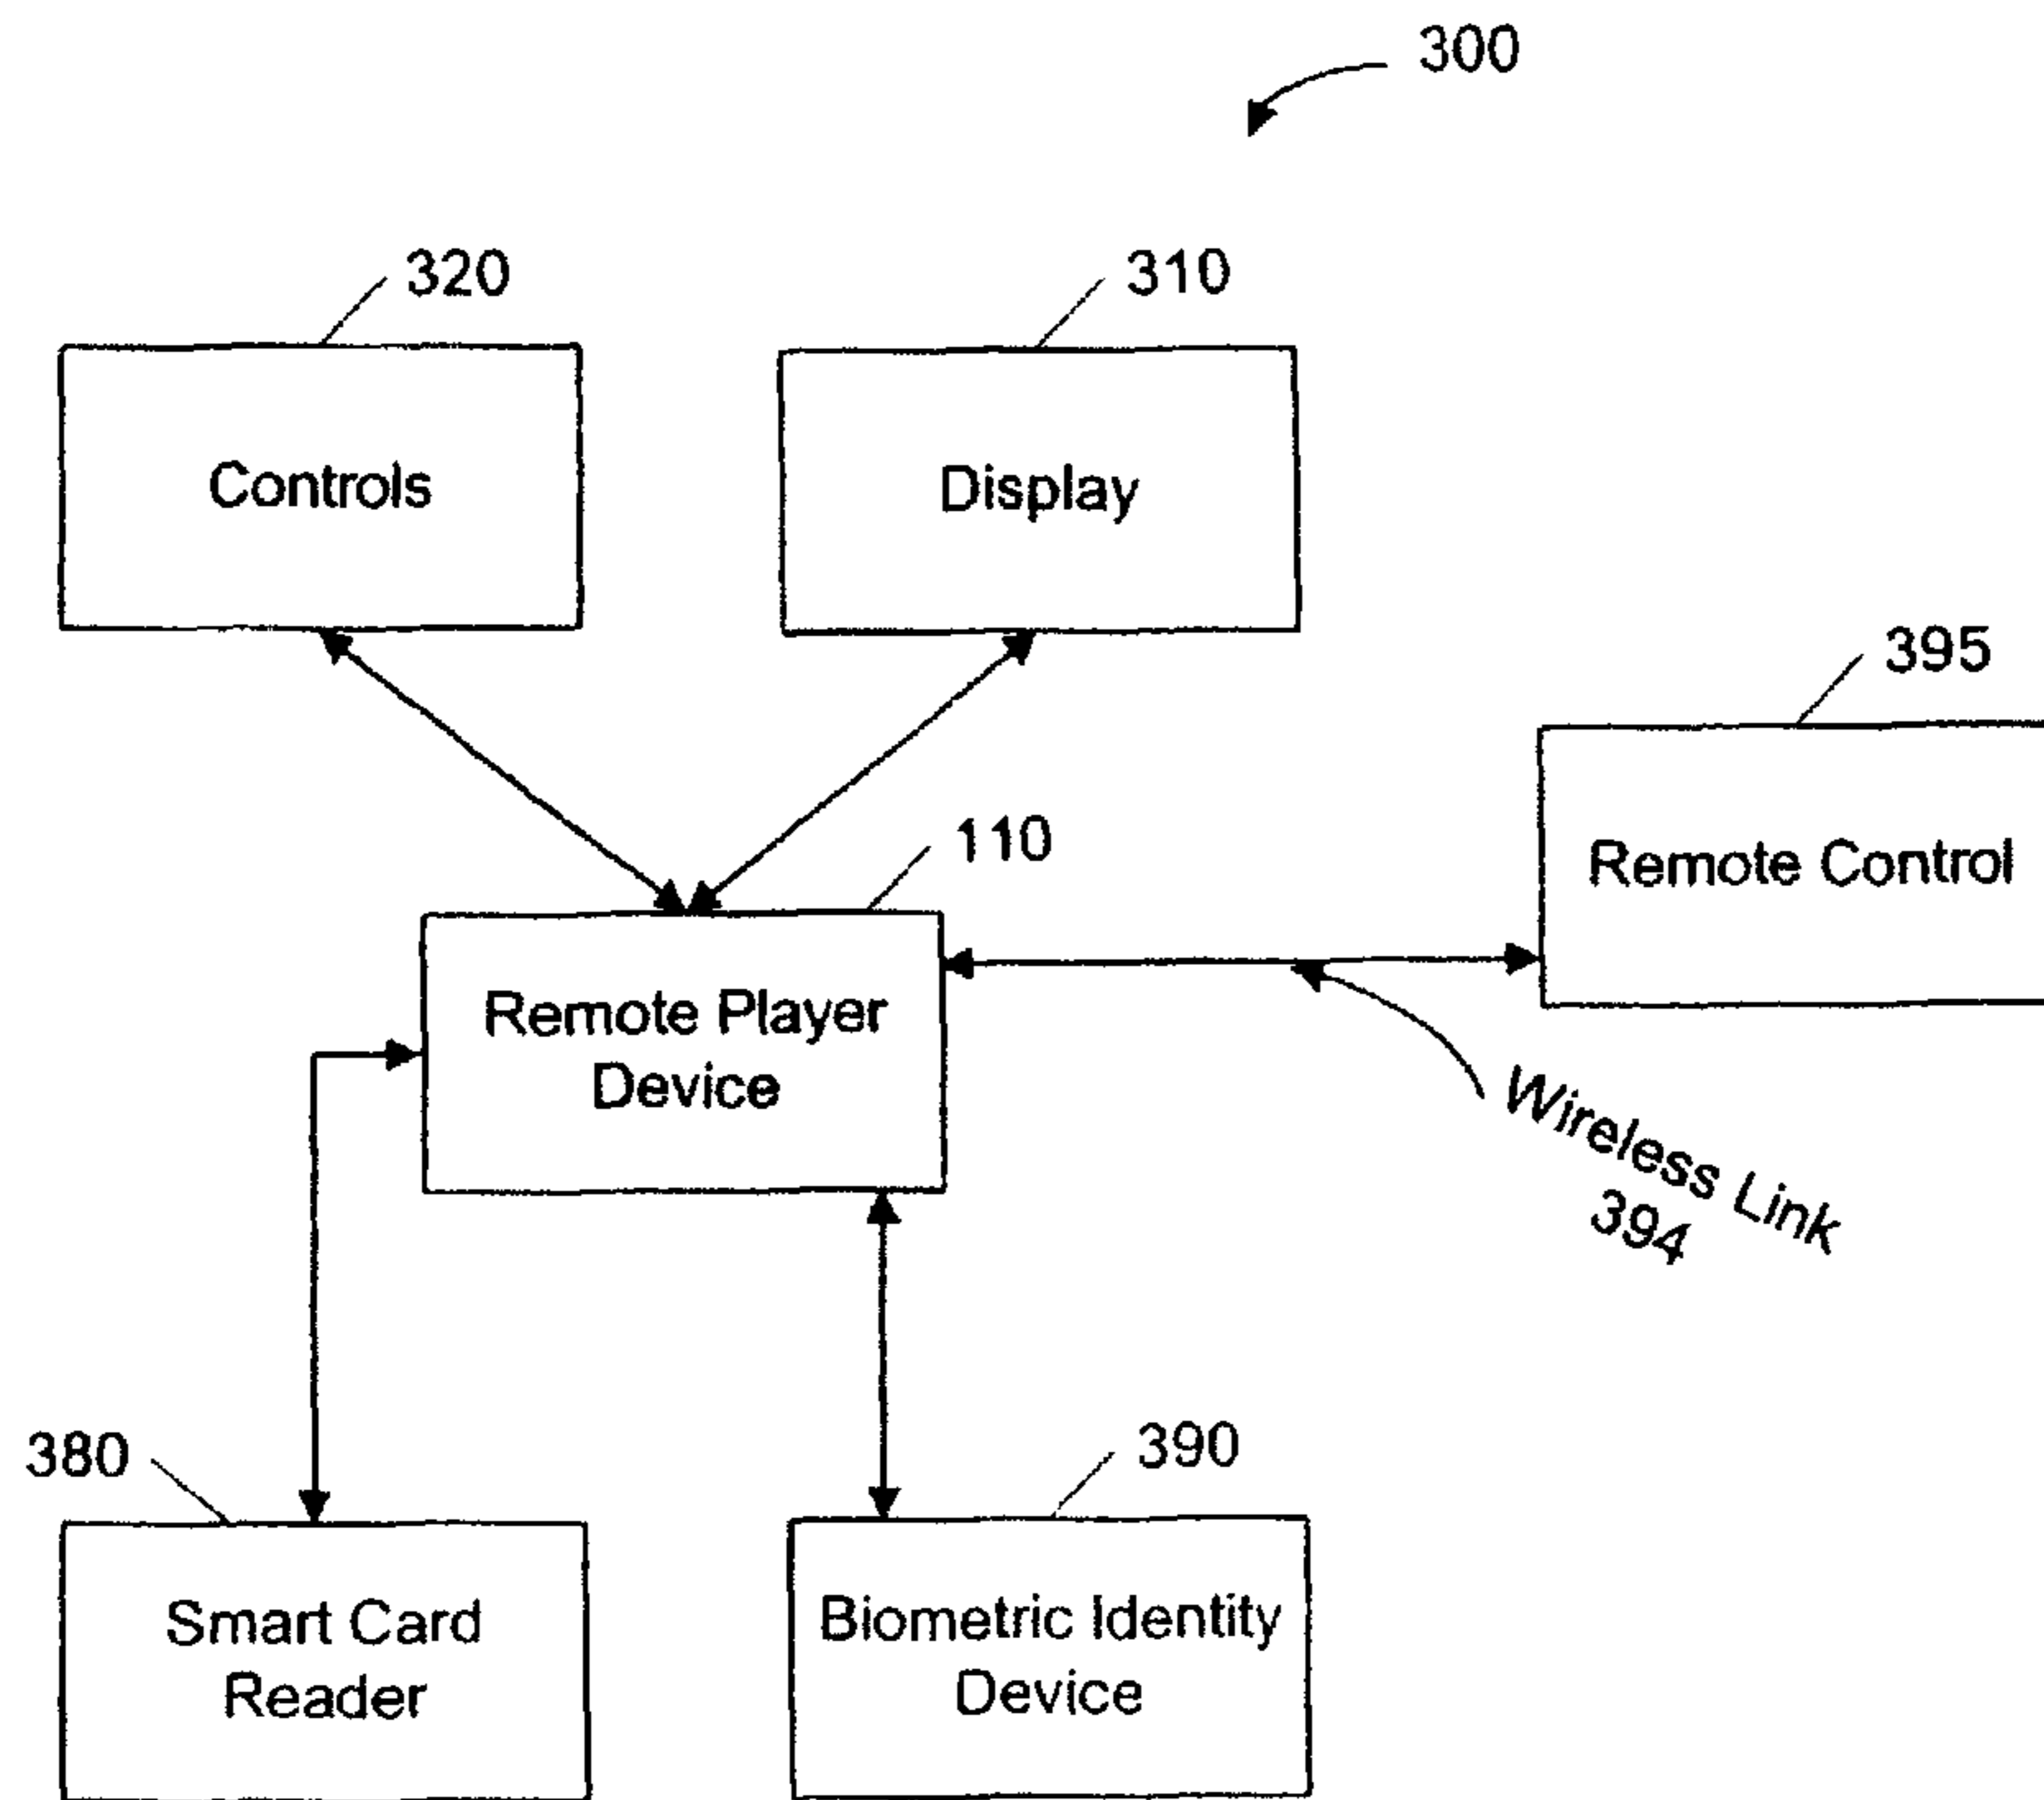 300
320
310
Controls
Display
395
Remote Control
110
Remote Player
Device
Wireless Link
394
380
390
Smart Card
Reader
Biometric Identity
Device